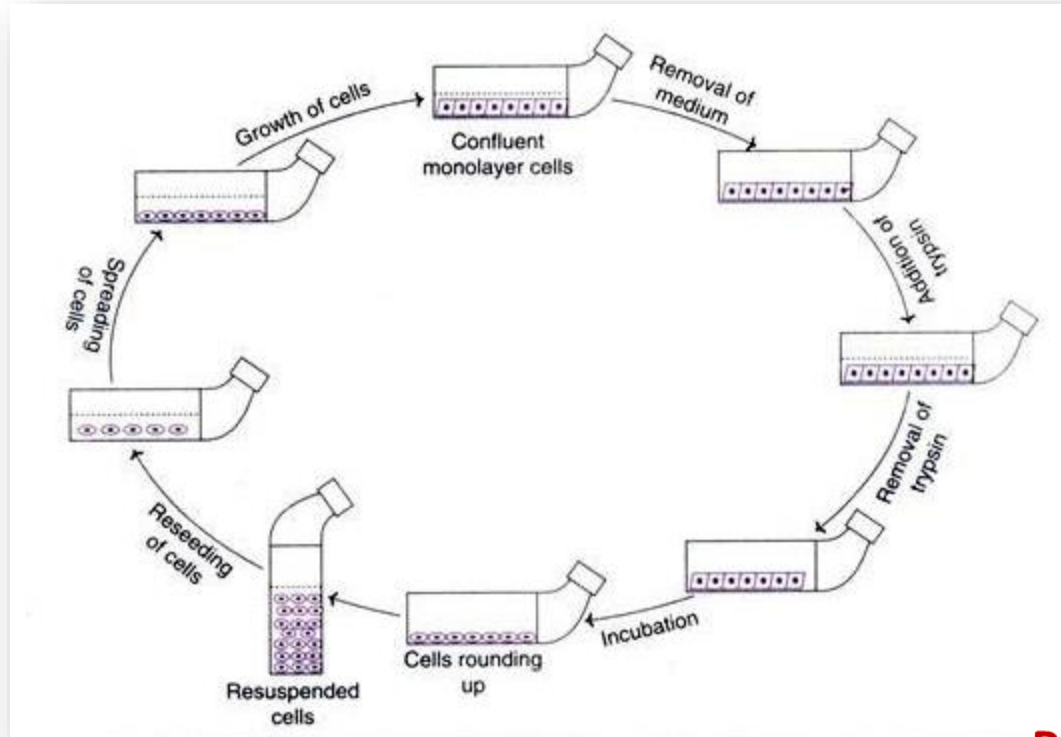 Growth of cells
Confluent
monolayer cells
Removal of
medium
Addition of
trypsin
Removal of
trypsin
Incubation
Cells rounding
up
Resuspended
cells
Reseeding
of cells
Spreading
of cells